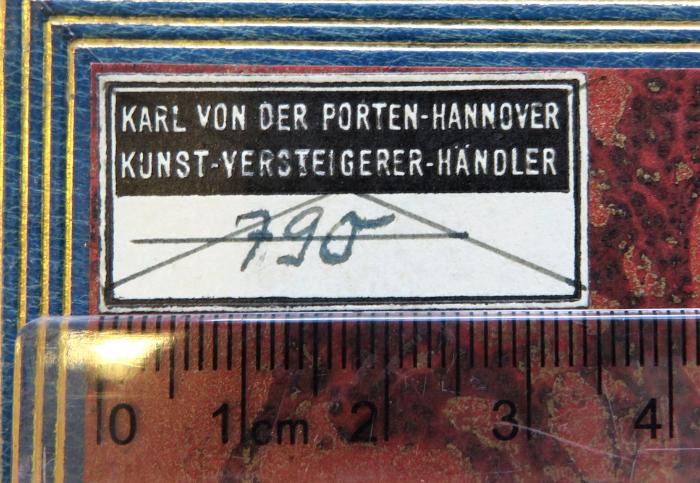 KARL VON DER PORTEN-HANNOVER
KUNST-VERSTEIGERER-HÄNDLER
790
0 1 cm 2 3 4